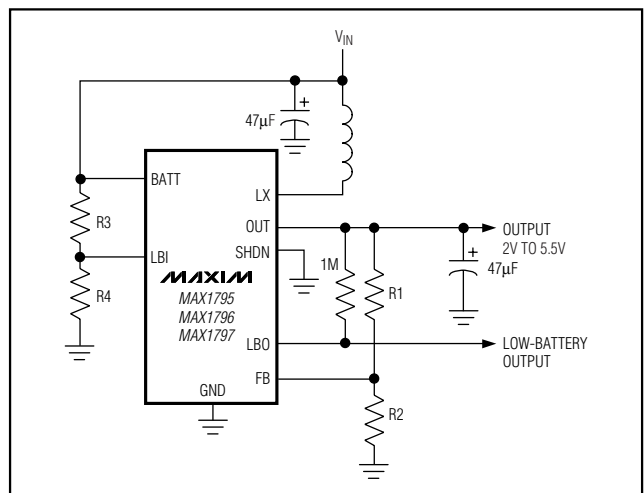 VIN
47µF
BATT
LX
R3
OUT
OUTPUT
2V TO 5.5V
SHDN
LBI
1M
R1
47µF
MAXIM
R4
MAX1795
MAX1796
MAX1797
LBO
LOW-BATTERY
OUTPUT
FB
GND
R2